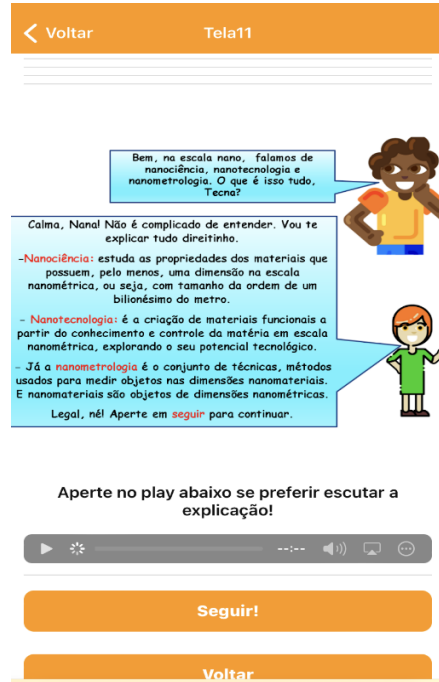 Voltar
Tela11
Bem, na escala nano, falamos de
nanociência, nanotecnologia e
nanometrologia. O que é isso tudo,
Tecna?
Calma, Nana! Não é complicado de entender. Vou te
explicar tudo direitinho.
-Nanociência: estuda as propriedades dos materiais que
possuem, pelo menos, uma dimensão na escala
nanométrica, ou seja, com tamanho da ordem de um
bilionésimo do metro.
- Nanotecnologia: é a criação de materiais funcionais a
partir do conhecimento e controle da matéria em escala
nanométrica, explorando o seu potencial tecnológico.
- Já a nanometrologia é o conjunto de técnicas, métodos
usados para medir objetos nas dimensões nanomateriais.
E nanomateriais são objetos de dimensões nanométricas.
Legal, né! Aperte em seguir para continuar.
Aperte no play abaixo se preferir escutar a
explicação!
--:--
Seguir!
Voltar